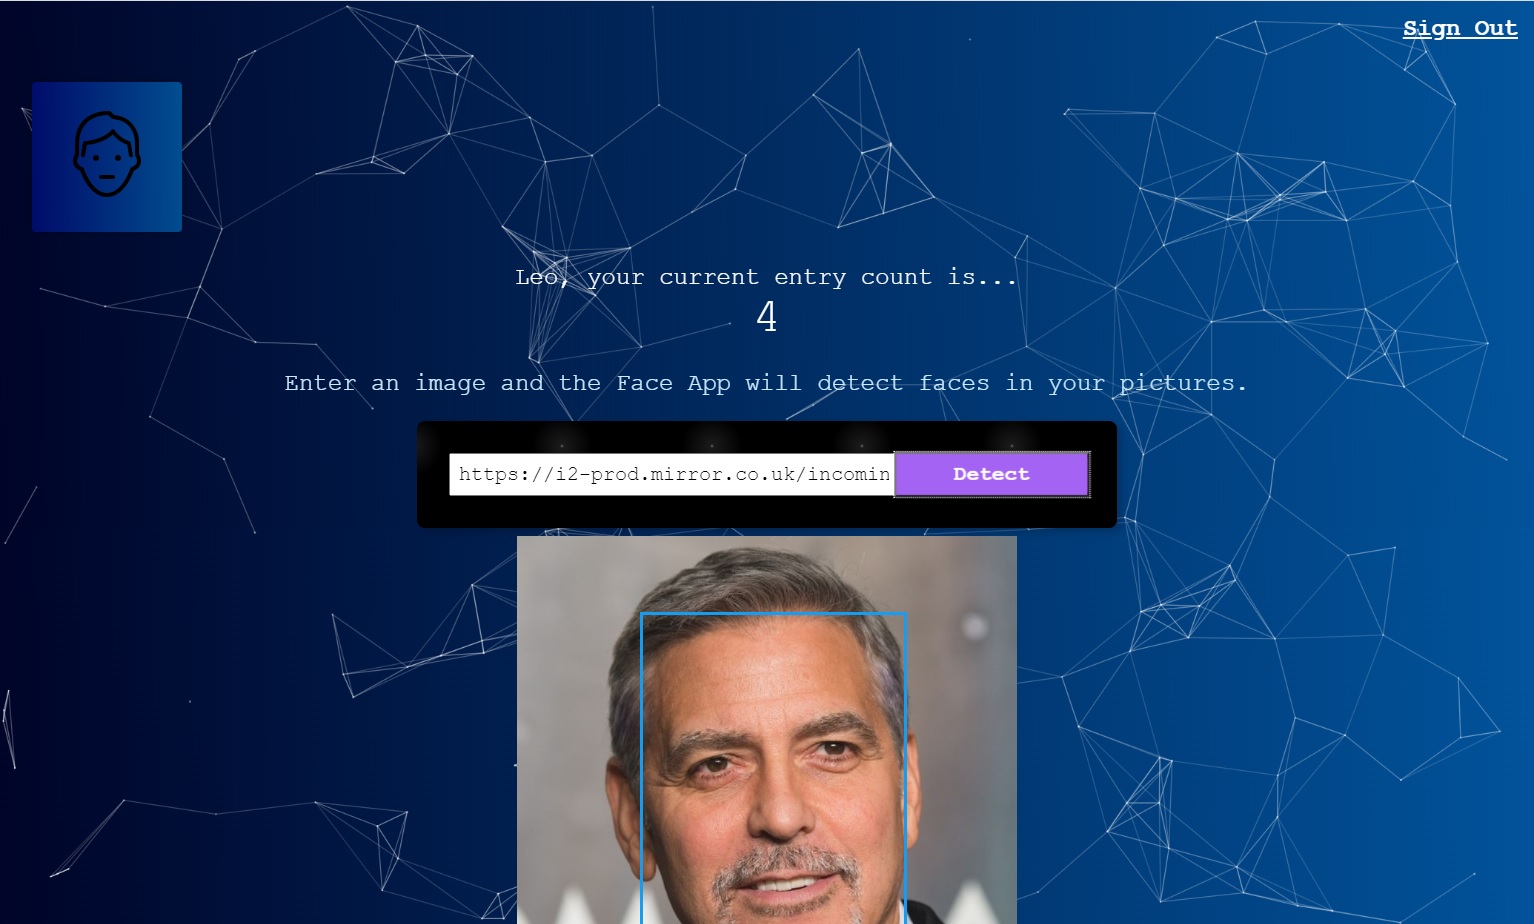 Sign Out
Leo, your current entry count is...
4
Enter an image and the Face App will detect faces in your pictures.
https://i2-prod.mirror.co.uk/incomin
Detect